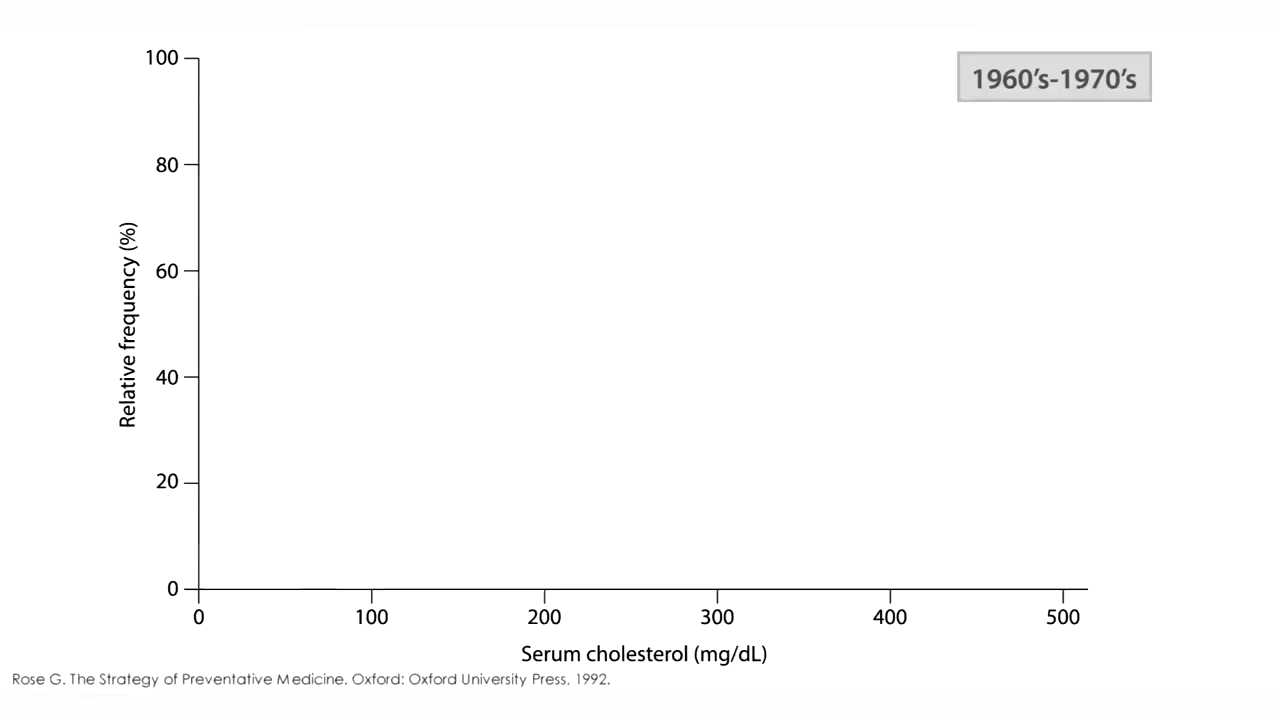 1960's-1970's
100
80
60
40
20
0
Relative frequency (%)
0 100 200 300 400 500
Serum cholesterol (mg/dL)
Rose G. The Strategy of Preventative Medicine. Oxford: Oxford University Press, 1992.